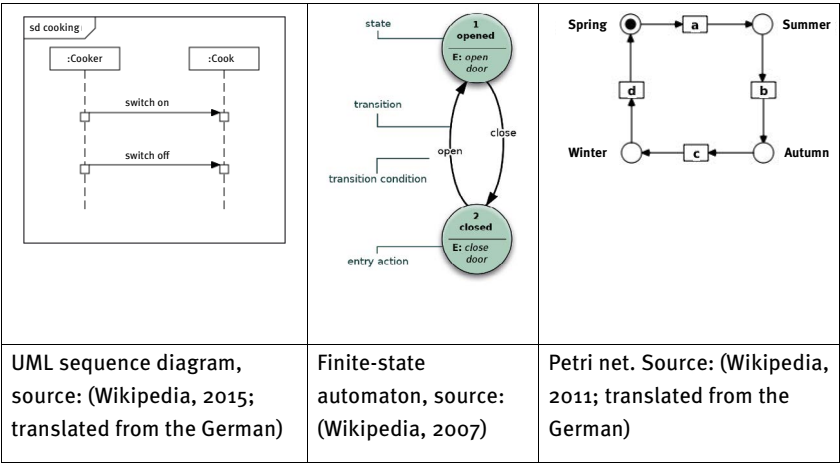 sd cooking
:Cooker
:Cook
switch on
switch off
state
1
opened
E: open
door
transition
close
open
transition condition
2
closed
E: close
door
entry action
Spring
a
Summer
d
b
Winter
c
Autumn
UML sequence diagram,
source: (Wikipedia, 2015;
translated from the German)
Finite-state
automaton, source:
(Wikipedia, 2007)
Petri net. Source: (Wikipedia,
2011; translated from the
German)